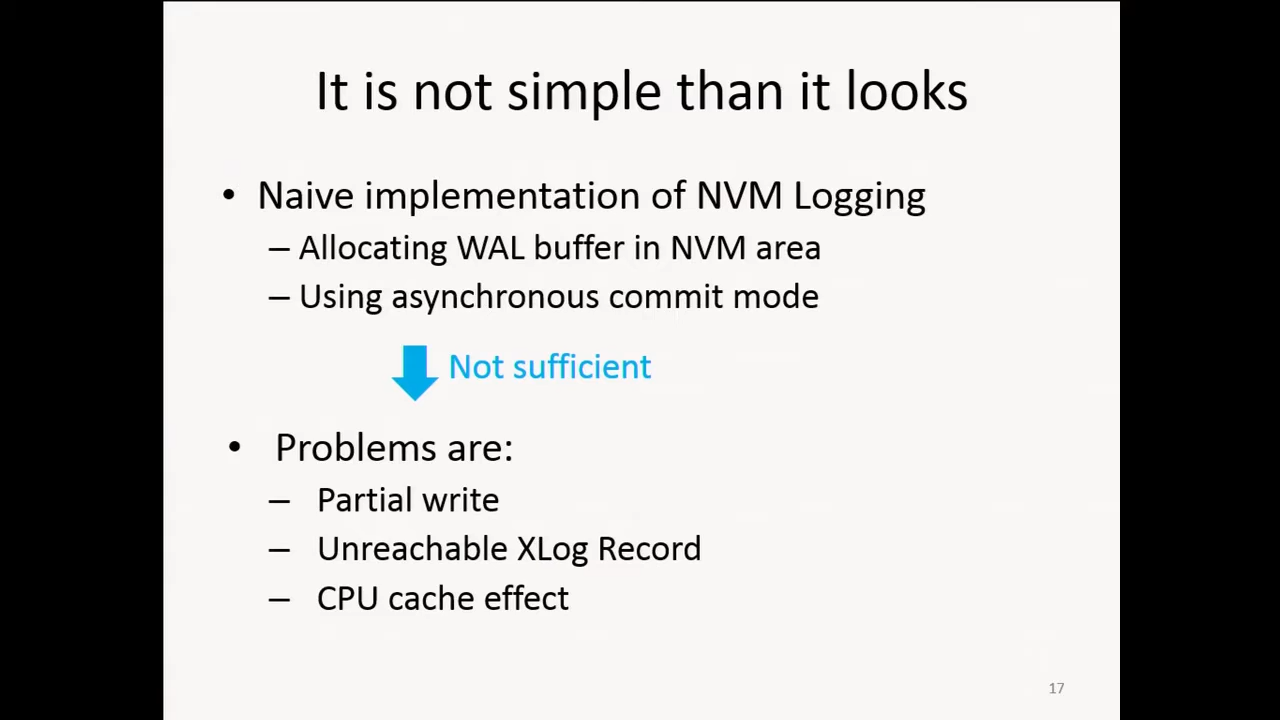 It is not simple than it looks
• Naive implementation of NVM Logging
– Allocating WAL buffer in NVM area
– Using asynchronous commit mode
Not sufficient
• Problems are:
– Partial write
– Unreachable XLog Record
– CPU cache effect
17